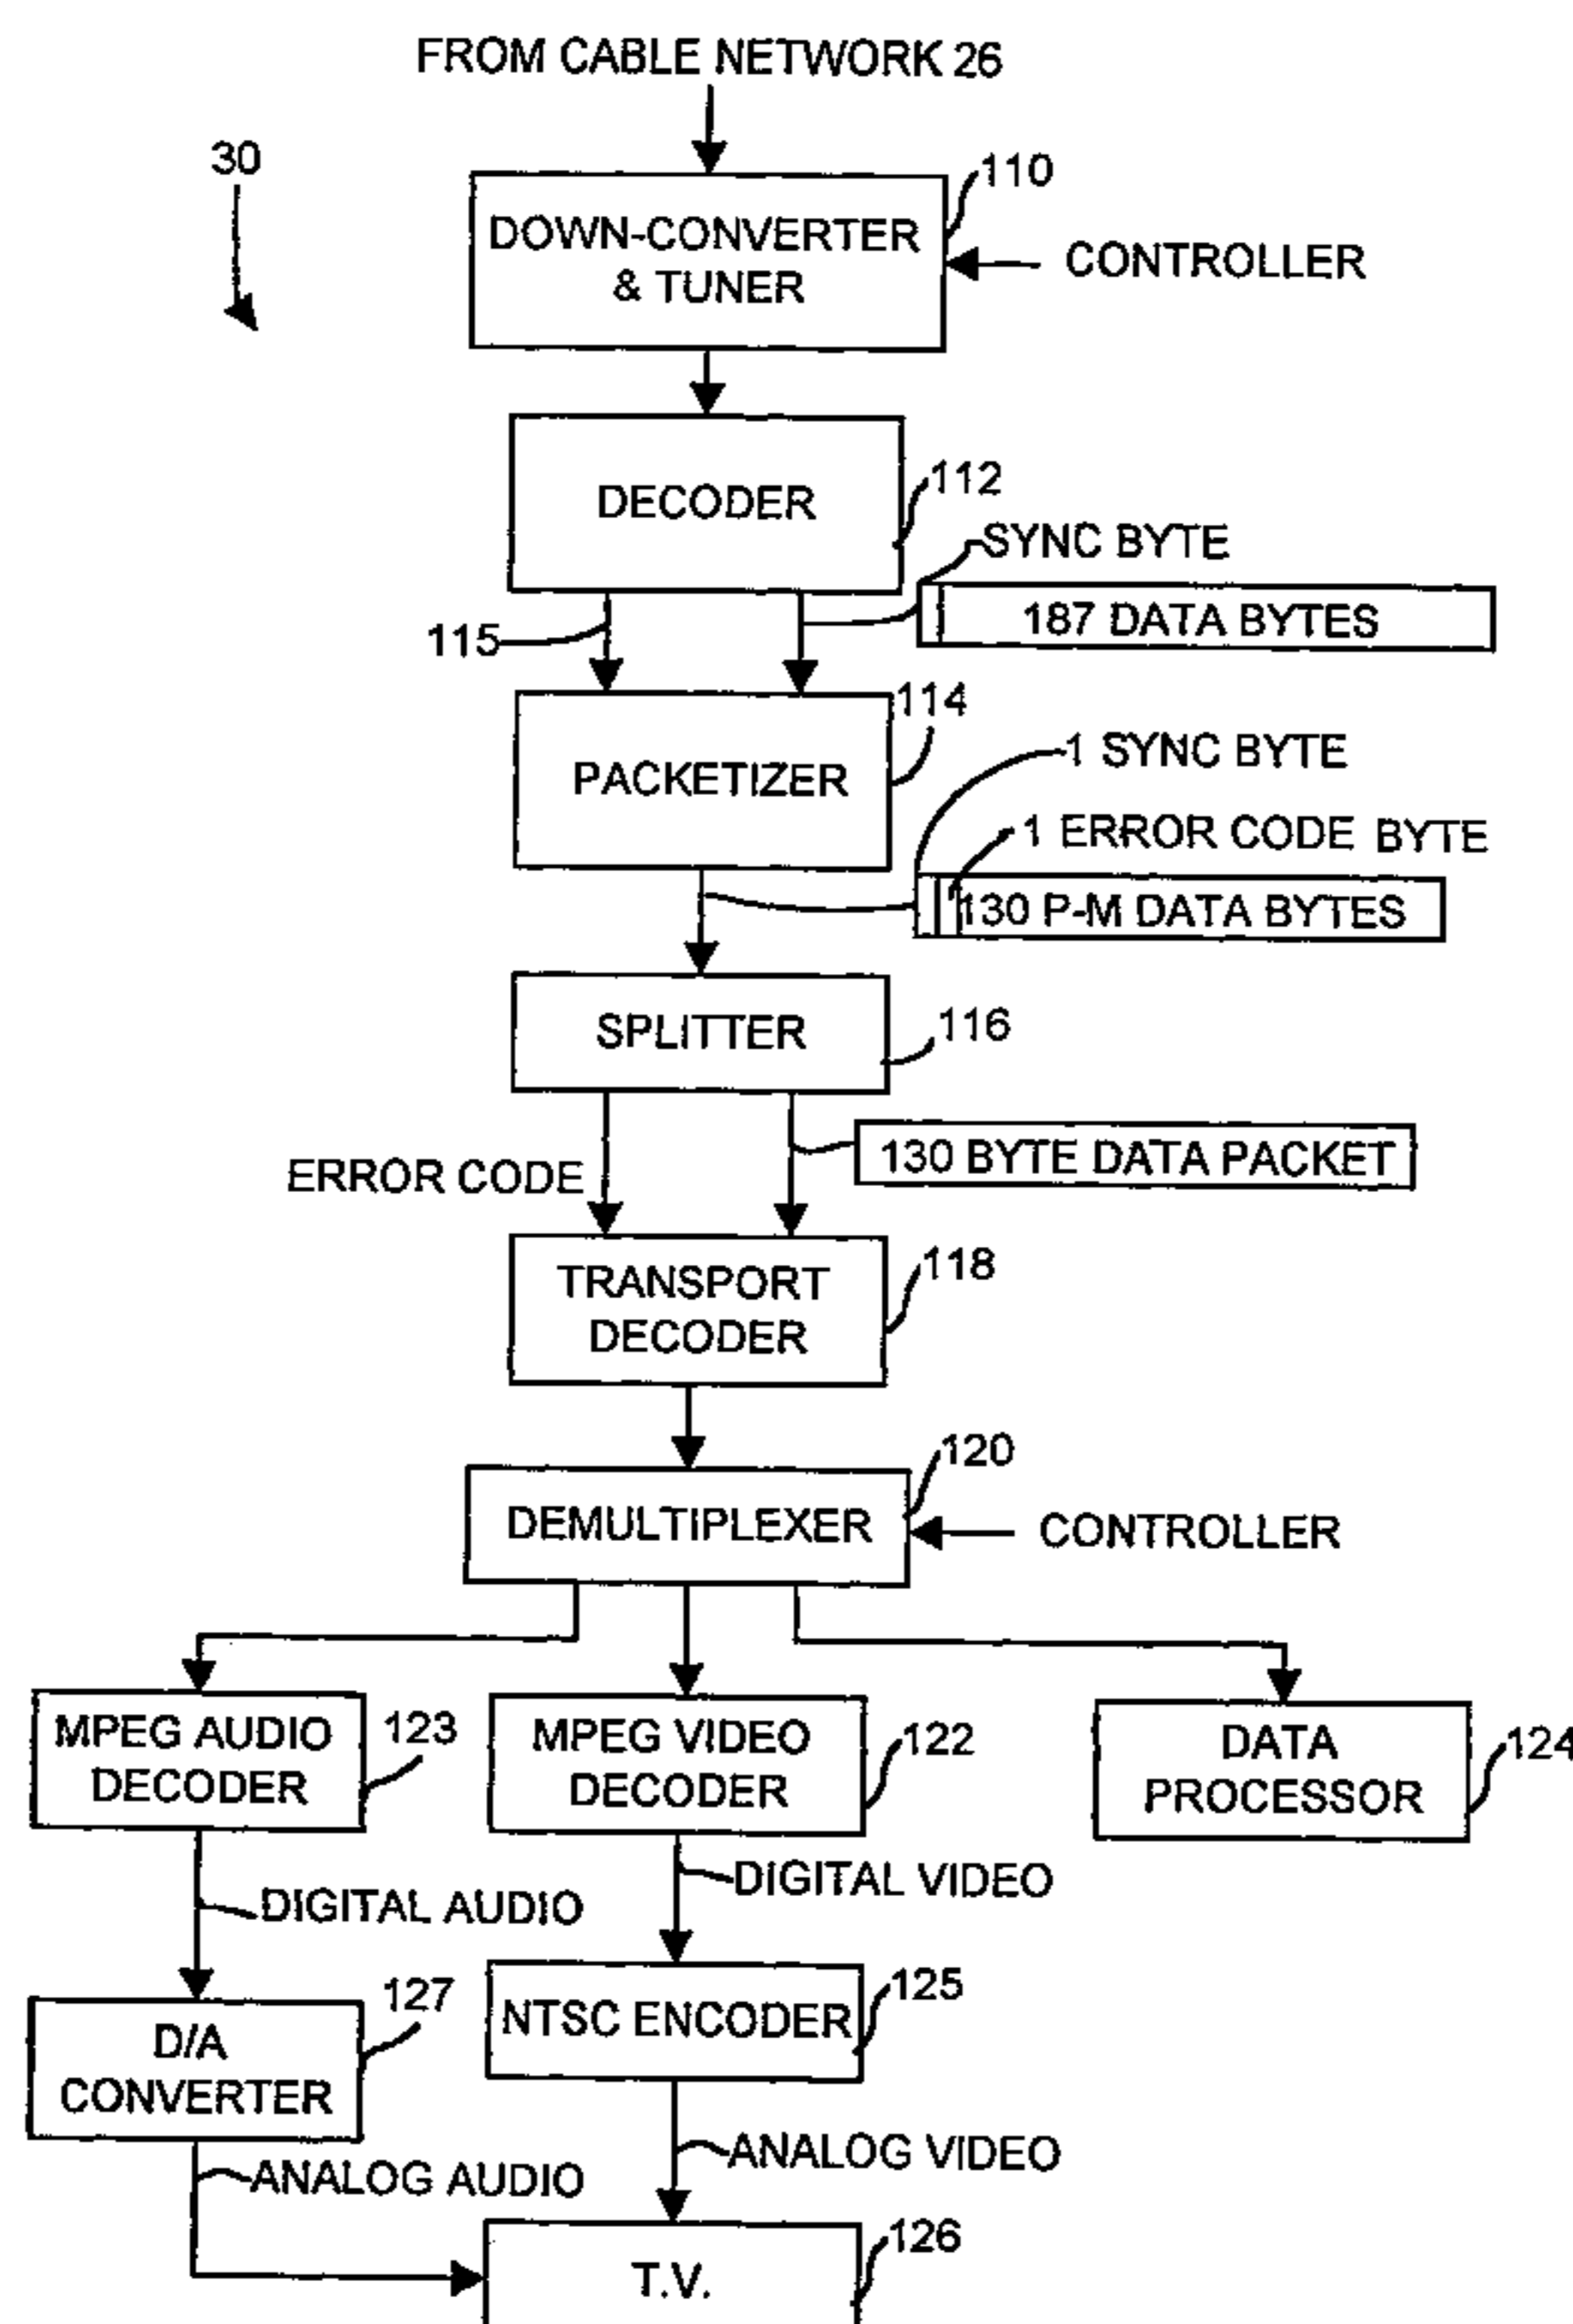 FROM CABLE NETWORK 26
30
110
DOWN-CONVERTER
& TUNER
CONTROLLER
DECODER
112
SYNC BYTE
187 DATA BYTES
115
114
PACKETIZER
1 SYNC BYTE
1 ERROR CODE BYTE
130 P-M DATA BYTES
SPLITTER
116
130 BYTE DATA PACKET
ERROR CODE
TRANSPORT
DECODER
118
120
DEMULTIPLEXER
CONTROLLER
MPEG AUDIO
DECODER
123
MPEG VIDEO
DECODER
122
DATA
PROCESSOR
124
DIGITAL AUDIO
DIGITAL VIDEO
127
D/A
CONVERTER
NTSC ENCODER
125
ANALOG AUDIO
ANALOG VIDEO
T.V.
126